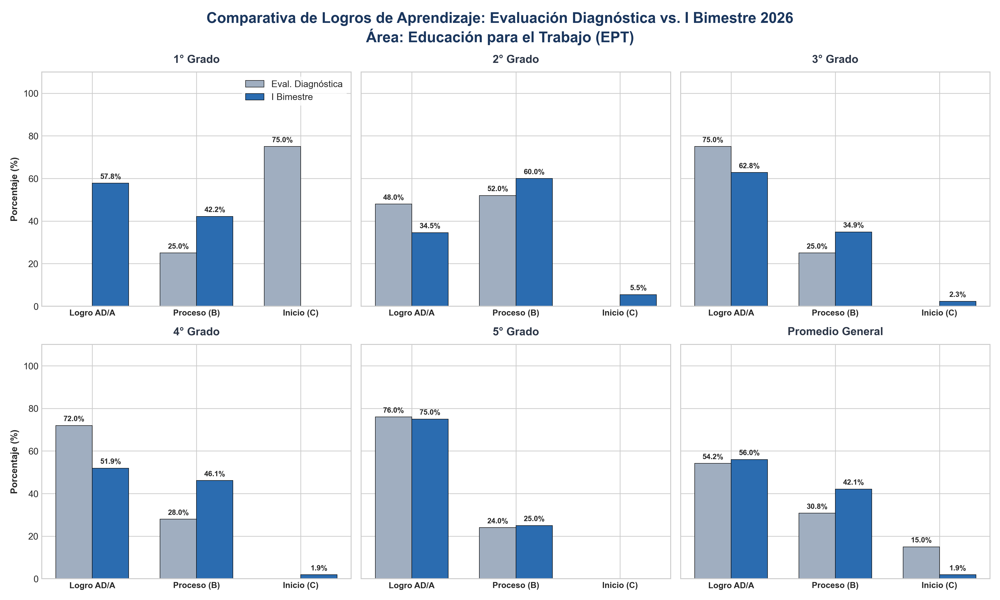 Comparativa de Logros de Aprendizaje: Evaluación Diagnóstica vs. I Bimestre 2026
Área: Educación para el Trabajo (EPT)
1° Grado
Eval. Diagnóstica
I Bimestre
Porcentaje (%)
100
80
60
40
20
0
57.8%
25.0%
42.2%
75.0%
Logro AD/A
Proceso (B)
Inicio (C)
2° Grado
48.0%
34.5%
52.0%
60.0%
5.5%
Logro AD/A
Proceso (B)
Inicio (C)
3° Grado
75.0%
62.8%
25.0%
34.9%
2.3%
Logro AD/A
Proceso (B)
Inicio (C)
4° Grado
Porcentaje (%)
100
80
60
40
20
0
72.0%
51.9%
28.0%
46.1%
1.9%
Logro AD/A
Proceso (B)
Inicio (C)
5° Grado
76.0%
75.0%
24.0%
25.0%
Logro AD/A
Proceso (B)
Inicio (C)
Promedio General
54.2%
56.0%
30.8%
42.1%
15.0%
1.9%
Logro AD/A
Proceso (B)
Inicio (C)